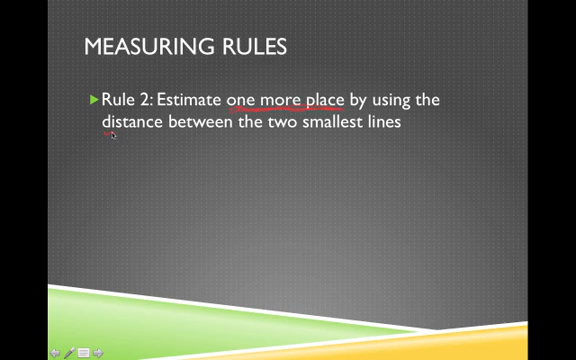 MEASURING RULES
Rule 2: Estimate one more place by using the
distance between the two smallest lines